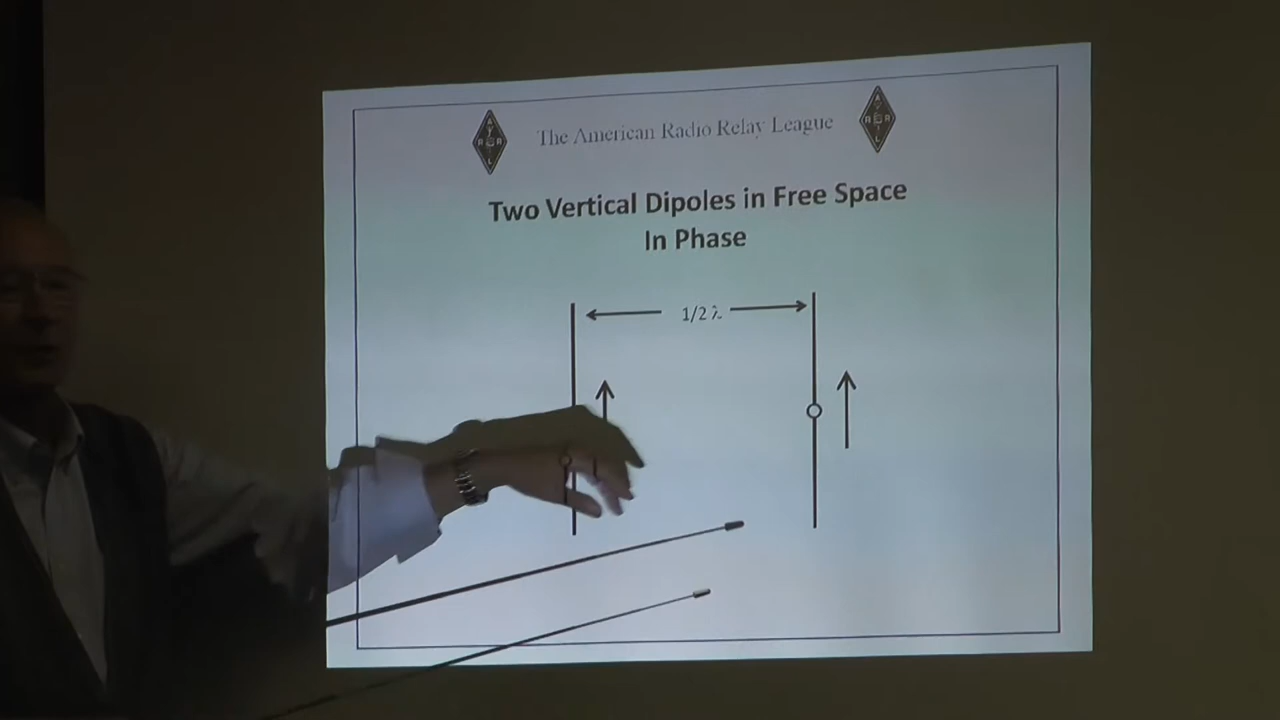 The American Radio Relay League
A
R R
L
A
R R
L
Two Vertical Dipoles in Free Space
In Phase
1/2 λ